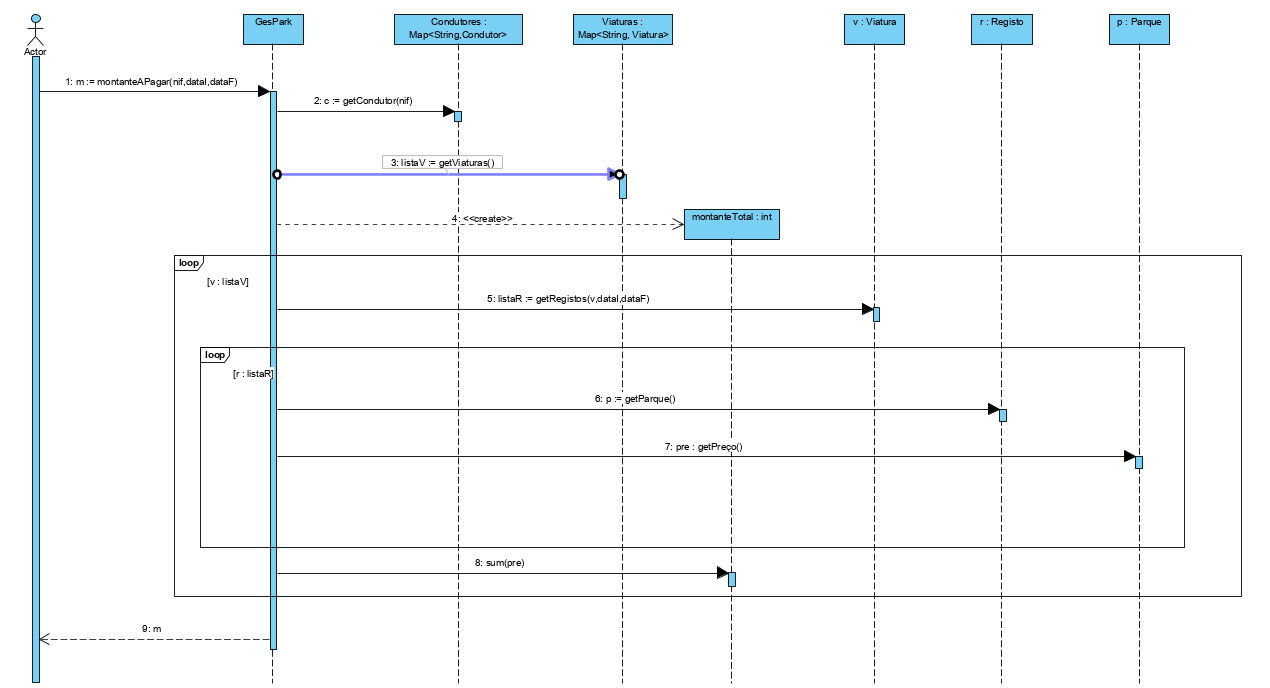 GesPark
Condutores :
Map<String,Condutor>
Viaturas :
Map<String, Viatura>
v : Viatura
r : Registo
p : Parque
Actor
1: m := montanteAPagar(nif,dataI,dataF)
2: c := getCondutor(nif)
3: listaV := getViaturas()
4: <<create>>
montanteTotal : int
loop
[v : listaV]
5: listaR := getRegistos(v,dataI,dataF)
loop
[r : listaR]
6: p := getParque()
7: pre : getPreço()
8: sum(pre)
9: m